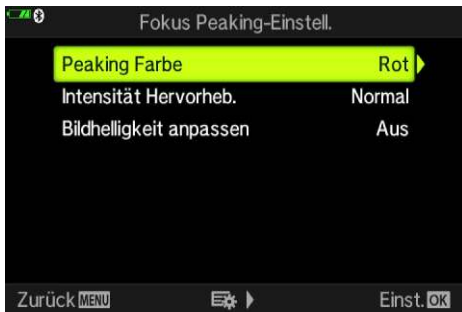 Fokus Peaking-Einstell.
Peaking Farbe Rot
Intensität Hervorheb. Normal
Bildhelligkeit anpassen Aus
Zurück MENU Einst. OK